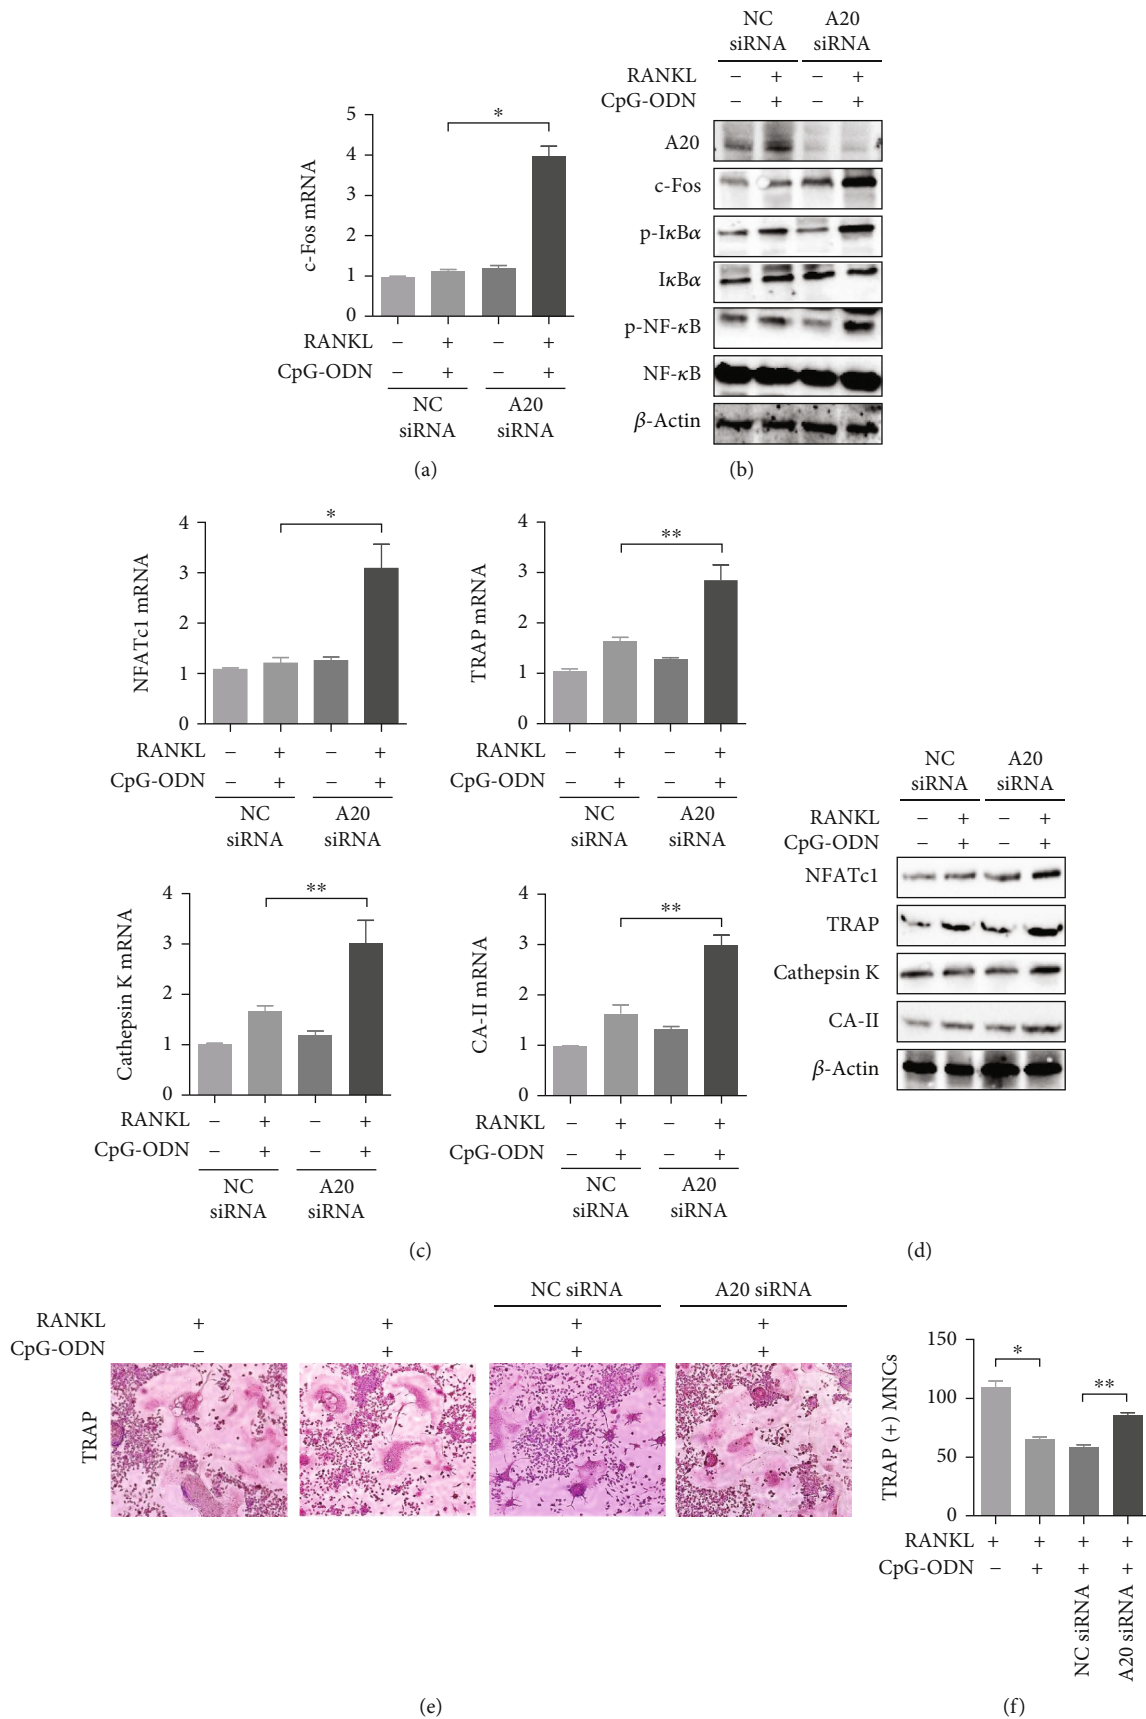 5
4
3
2
1
0
c-Fos mRNA
*
RANKL − + − +
CpG-ODN − + − +
NC siRNA
A20 siRNA
(a)
NC siRNA
A20 siRNA
RANKL − + − +
CpG-ODN − + − +
A20
c-Fos
p-IκBα
IκBα
p-NF-κB
NF-κB
β-Actin
(b)
4
3
2
1
0
NFATc1 mRNA
*
RANKL − + − +
CpG-ODN − + − +
NC siRNA
A20 siRNA
4
3
2
1
0
TRAP mRNA
**
RANKL − + − +
CpG-ODN − + − +
NC siRNA
A20 siRNA
4
3
2
1
0
Cathepsin K mRNA
**
RANKL − + − +
CpG-ODN − + − +
NC siRNA
A20 siRNA
4
3
2
1
0
CA-II mRNA
**
RANKL − + − +
CpG-ODN − + − +
NC siRNA
A20 siRNA
(c)
NC siRNA
A20 siRNA
RANKL − + − +
CpG-ODN − + − +
NFATc1
TRAP
Cathepsin K
CA-II
β-Actin
(d)
NC siRNA
A20 siRNA
RANKL + + + +
CpG-ODN − + + +
TRAP
(e)
150
100
50
0
TRAP (+) MNCs
*
**
RANKL + + + +
CpG-ODN − + + +
NC siRNA
A20 siRNA
(f)